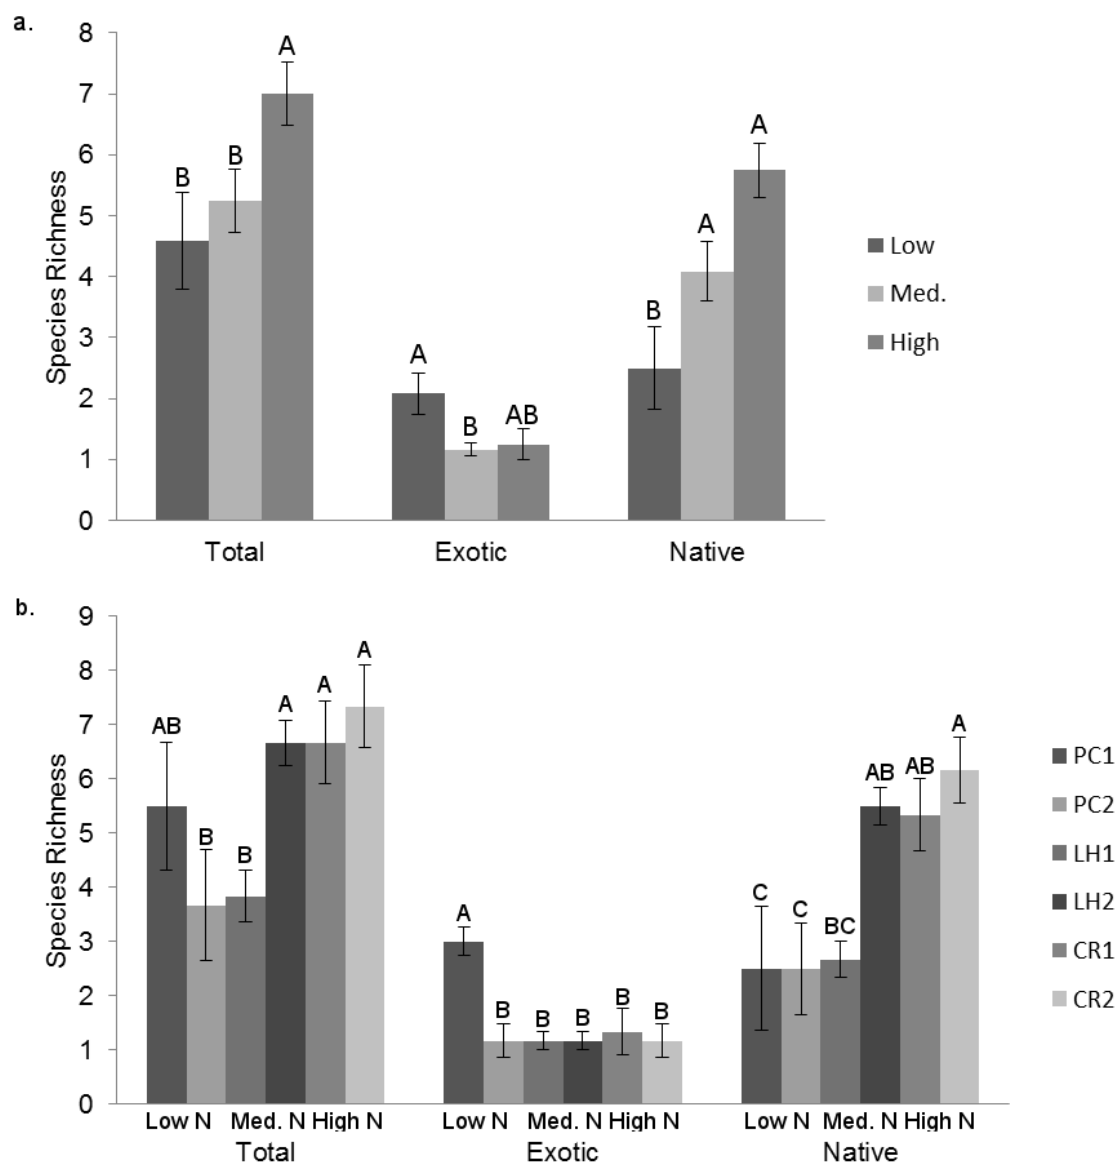 a.
8
7
6
5
4
3
2
1
0
Species Richness
B
B
A
A
B
AB
B
A
A
Total
Exotic
Native
Low
Med.
High
b.
9
8
7
6
5
4
3
2
1
0
Species Richness
AB
B
B
A
A
A
A
B
B
B
B
B
C
C
BC
AB
AB
A
Low N Med. N High N Low N Med. N High N Low N Med. N High N
Total
Exotic
Native
PC1
PC2
LH1
LH2
CR1
CR2